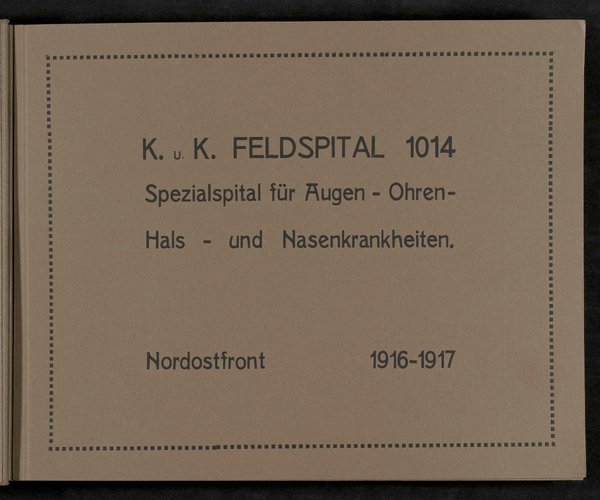 K. u. K. FELDSPITAL 1014
Spezialspital für Augen - Ohren-
Hals - und Nasenkrankheiten.
Nordostfront 1916-1917